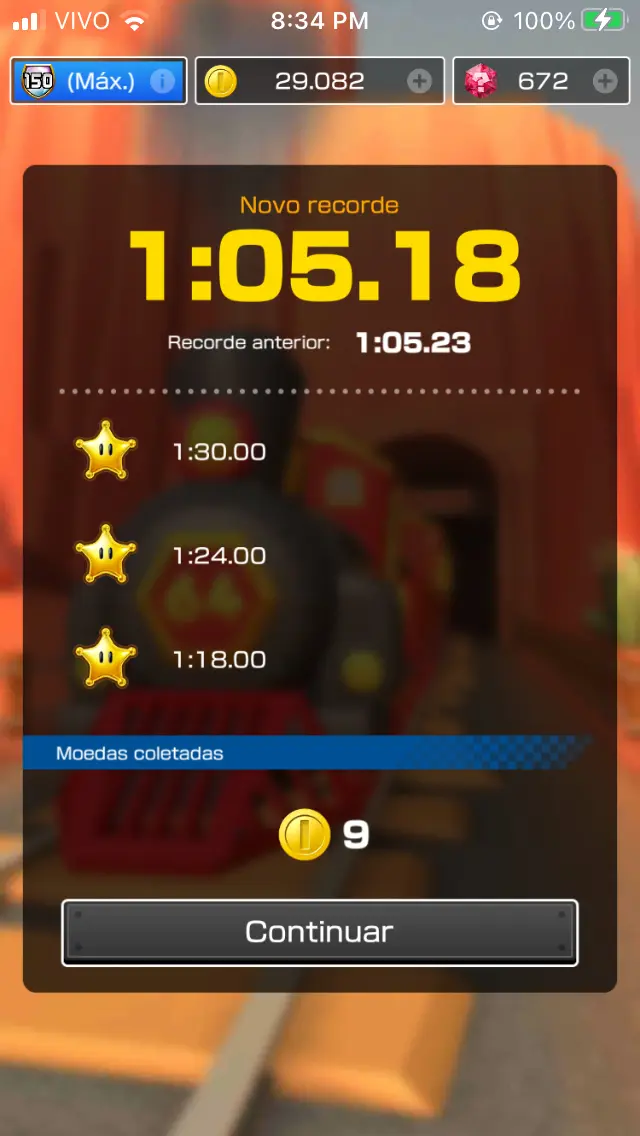 VIVO 8:34 PM 100%
150 (Máx.) i 29.082 + 672 +
Novo recorde
1:05.18
Recorde anterior: 1:05.23
1:30.00
1:24.00
1:18.00
64
Moedas coletadas
9
Continuar